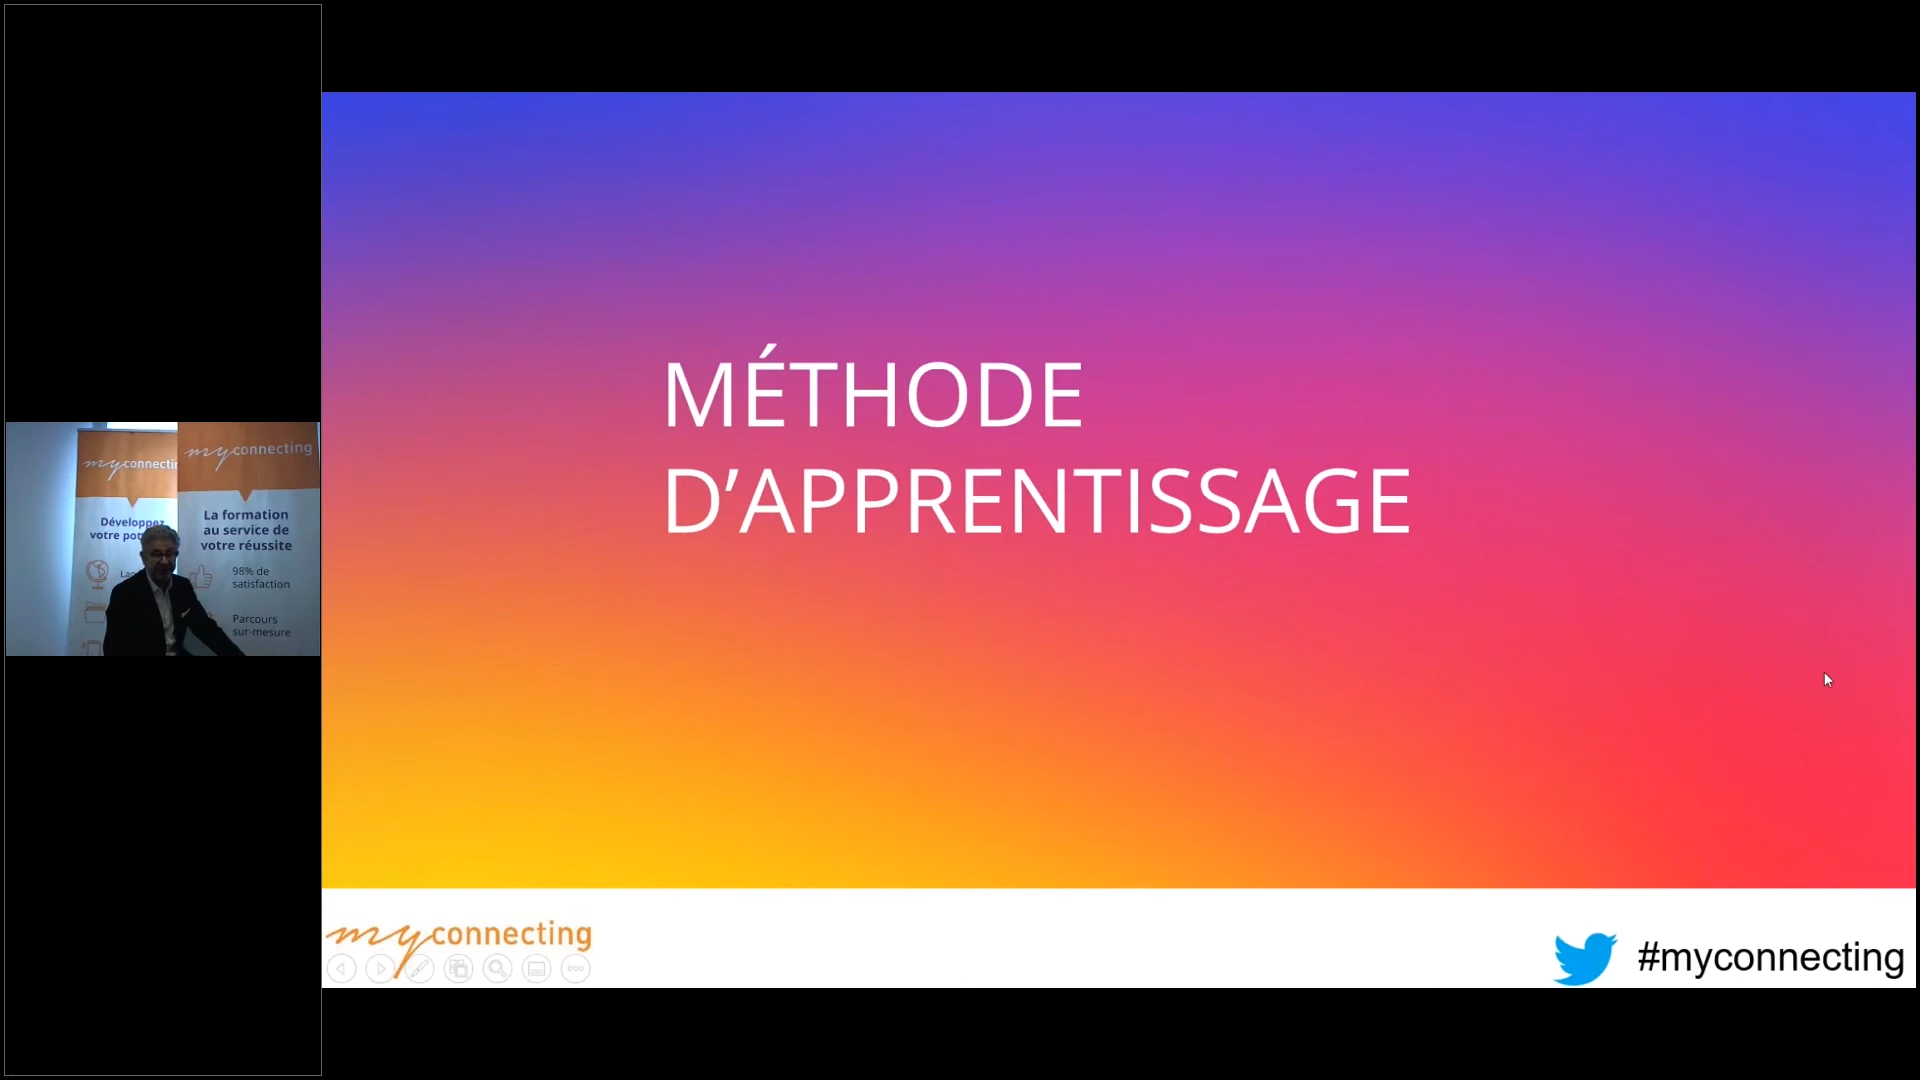 myconnecting
Développez
votre
myconnecting
La formation
au service de
votre réussite
98% de
satisfaction
Parcours
sur-mesure
MÉTHODE
D’APPRENTISSAGE
myconnecting
#myconnecting